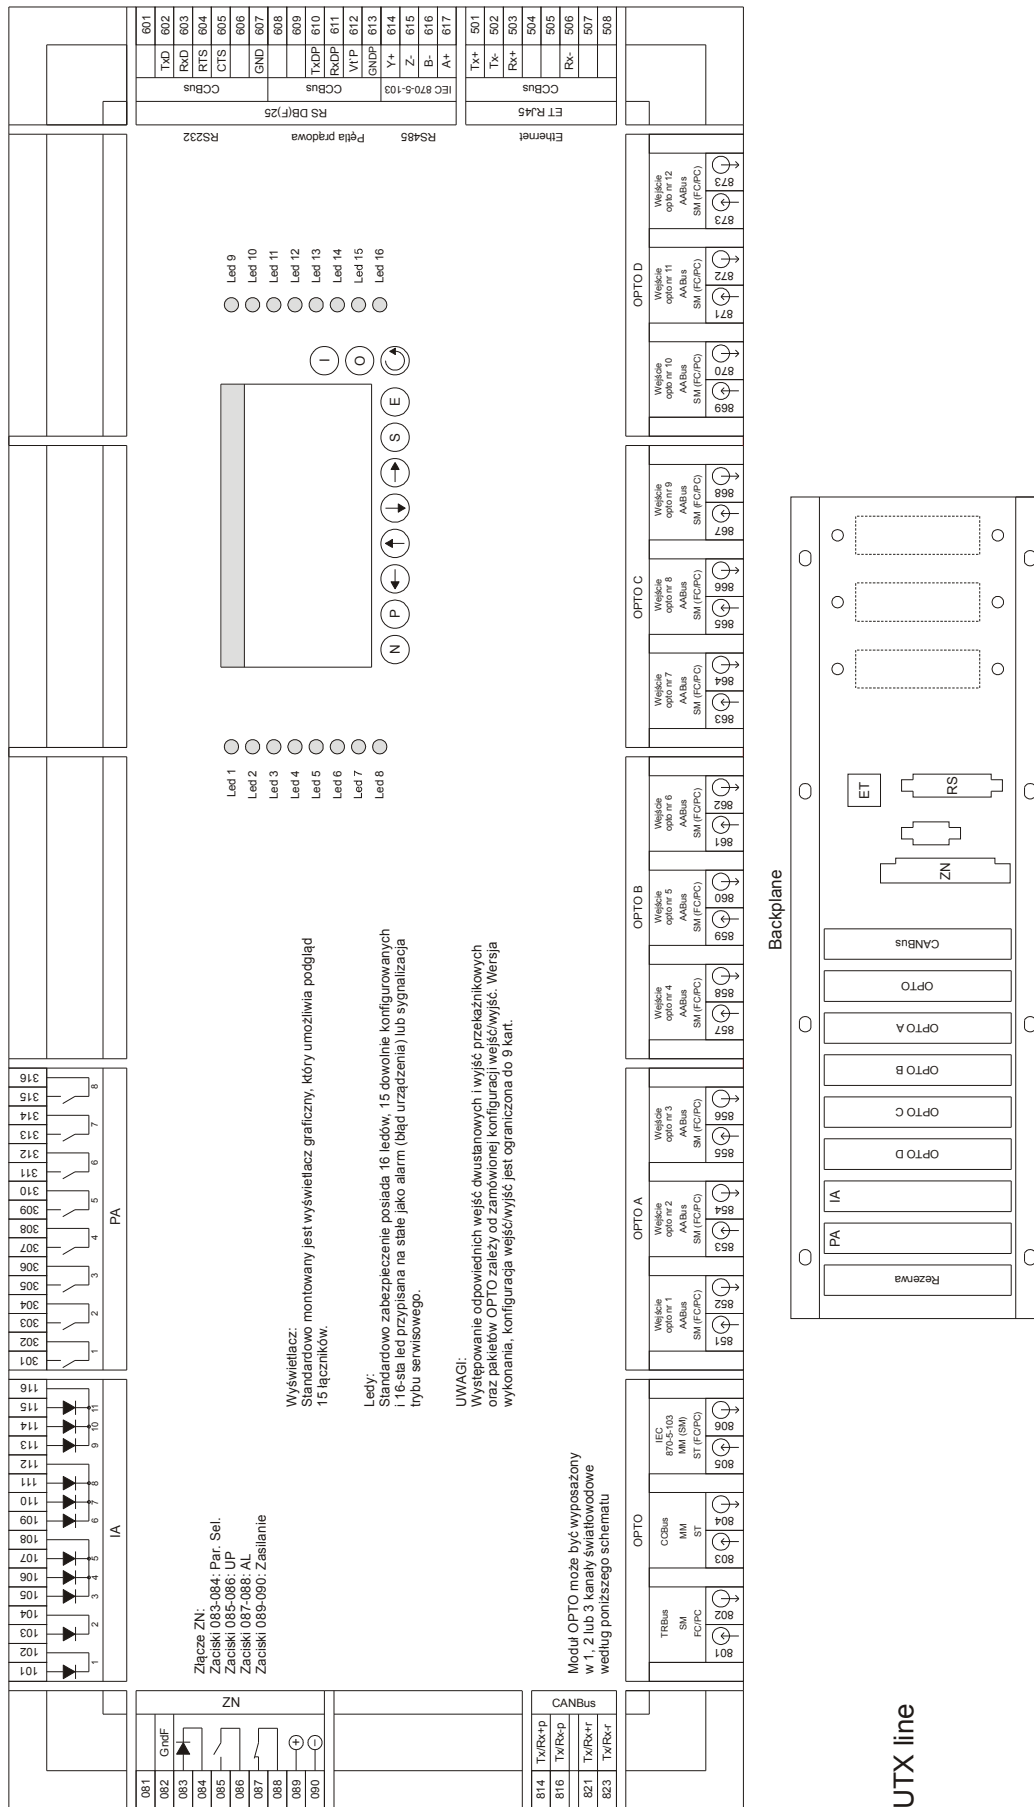 601
602
603
604
605
606
607
608
609
610
611
612
613
614
615
616
617
501
502
503
504
505
506
507
508
TxD
RxD
RTS
CTS
GND
TxDP
RxDP
Vt'P
GNDP
Y+
Z-
B-
A+
Tx+
Tx-
Rx+
Rx-
CCBus
CCBus
IEC 870-5-103
CCBus
RS DB(F)25
ET RJ45
RS232
Pętla prądowa
RS485
Ethernet
Led 9
Led 10
Led 11
Led 12
Led 13
Led 14
Led 15
Led 16
I
O
N
P
S
E
Led 1
Led 2
Led 3
Led 4
Led 5
Led 6
Led 7
Led 8
Wyświetlacz:
Standardowo montowany jest wyświetlacz graficzny, który umożliwia podgląd
15 łączników.
Ledy:
Standardowo zabezpieczenie posiada 16 ledów, 15 dowolnie konfigurowanych
i 16-sta led przypisana na stałe jako alarm (błąd urządzenia) lub sygnalizacja
trybu serwisowego.
UWAGI:
Występowanie odpowiednich wejść dwustanowych i wyjść przekaźnikowych
oraz pakietów OPTO zależy od zamówionej konfiguracji wejść/wyjść. Wersja
wykonania, konfiguracja wejść/wyjść jest ograniczona do 9 kart.
Złącze ZN:
Zaciski 083-084: Par. Sel.
Zaciski 085-086: UP
Zaciski 087-088: AL
Zaciski 089-090: Zasilanie
Moduł OPTO może być wyposażony
w 1, 2 lub 3 kanały światłowodowe
według poniższego schematu
316
315
314
313
312
311
310
309
308
307
306
305
304
303
302
301
8
7
6
5
4
3
2
1
PA
116
115
114
113
112
111
110
109
108
107
106
105
104
103
102
101
11
10
9
8
7
6
5
4
3
2
1
IA
ZN
081
082
083
084
085
086
087
088
089
090
GndF
+
−
CANBus
814
816
821
823
Tx/Rx+p
Tx/Rx-p
Tx/Rx+r
Tx/Rx-r
OPTO D
Wejście
opto nr 12
AABus
SM (FC/PC)
873
873
Wejście
opto nr 11
AABus
SM (FC/PC)
871
872
Wejście
opto nr 10
AABus
SM (FC/PC)
869
870
OPTO C
Wejście
opto nr 9
AABus
SM (FC/PC)
867
868
Wejście
opto nr 8
AABus
SM (FC/PC)
865
866
Wejście
opto nr 7
AABus
SM (FC/PC)
863
864
OPTO B
Wejście
opto nr 6
AABus
SM (FC/PC)
861
862
Wejście
opto nr 5
AABus
SM (FC/PC)
859
860
Wejście
opto nr 4
AABus
SM (FC/PC)
857
858
OPTO A
Wejście
opto nr 3
AABus
SM (FC/PC)
855
856
Wejście
opto nr 2
AABus
SM (FC/PC)
853
854
Wejście
opto nr 1
AABus
SM (FC/PC)
851
852
OPTO
IEC
870-5-103
MM (SM)
ST (FC/PC)
805
806
CCBus
MM
ST
803
804
TRBus
SM
FC/PC
801
802
Backplane
ET
RS
ZN
CANBus
OPTO
OPTO A
OPTO B
OPTO C
OPTO D
IA
PA
Rezerwa
UTX line